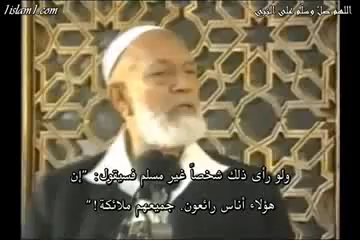 1islam1.com
اللهم صل وسلم على النبي
ولو رأى ذلك شخصاً غير مسلم فسيقول: "إن
هؤلاء أناس رائعون، جميعهم ملائكة!"